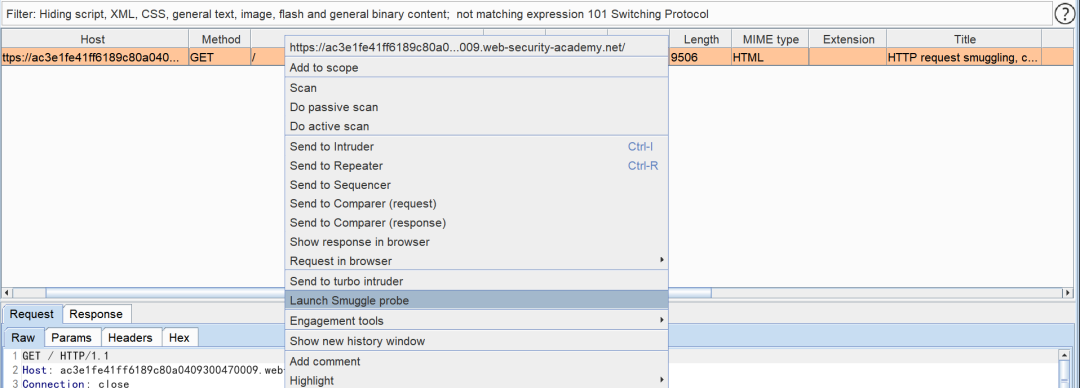 Filter: Hiding script, XML, CSS, general text, image, flash and general binary content;  not matching expression 101 Switching Protocol ?
Host Method Length MIME type Extension Title
ttps://ac3e1fe41ff6189c80a040... GET / 9506 HTML HTTP request smuggling, c...
https://ac3e1fe41ff6189c80a0...009.web-security-academy.net/
Add to scope
Scan
Do passive scan
Do active scan
Send to Intruder Ctrl-I
Send to Repeater Ctrl-R
Send to Sequencer
Send to Comparer (request)
Send to Comparer (response)
Show response in browser
Request in browser
Send to turbo intruder
Launch Smuggle probe
Engagement tools
Show new history window
Add comment
Highlight
Request Response
Raw Params Headers Hex
1 GET / HTTP/1.1
2 Host: ac3e1fe41ff6189c80a0409300470009.web
3 Connection: close